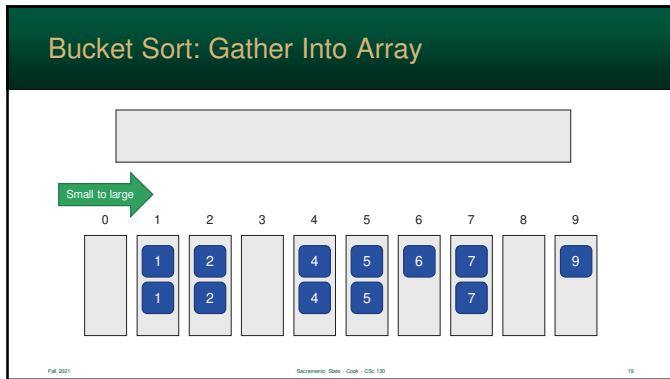 Bucket Sort: Gather Into Array
Small to large
0 1 2 3 4 5 6 7 8 9
1 2 4 5 6 7 9
1 2 4 5 7
Fall 2021 Sacramento State - Cook - CSc 130 19